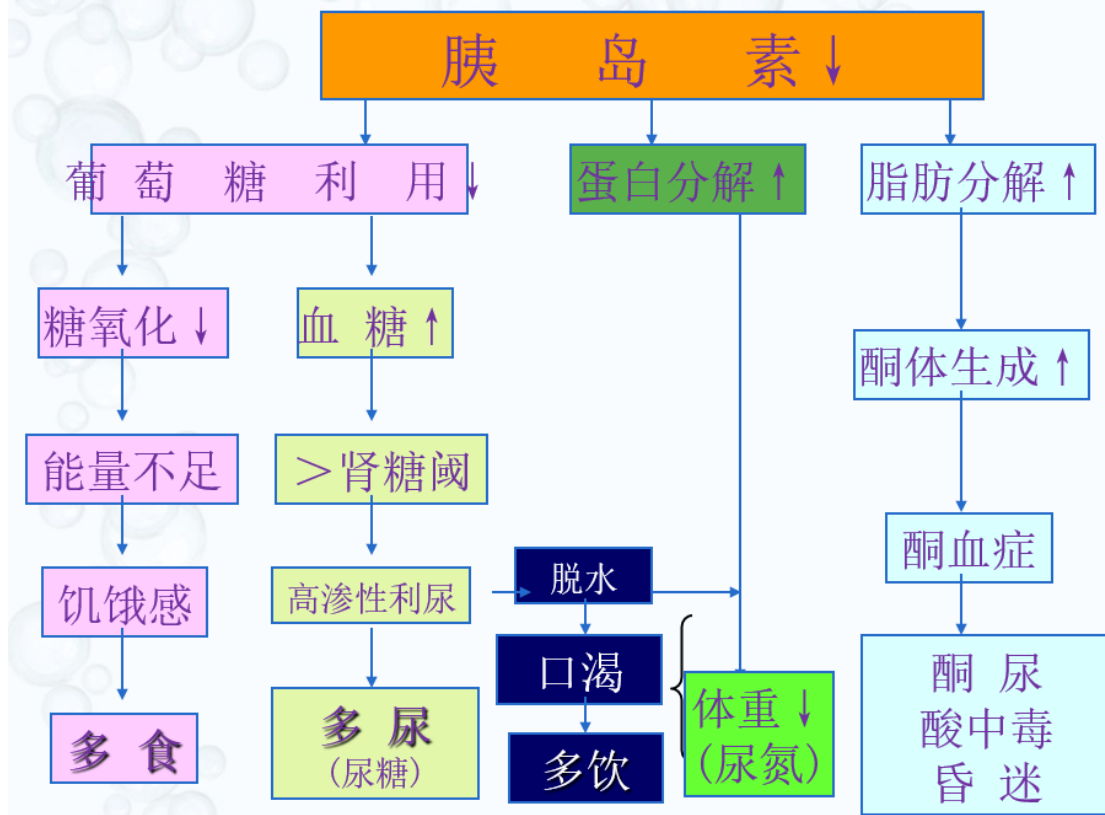 胰 岛 素↓
葡 萄 糖 利 用↓
蛋白分解↑
脂肪分解↑
糖氧化↓
血 糖↑
酮体生成↑
能量不足
＞肾糖阈
酮血症
饥饿感
高渗性利尿
脱水
口渴
多 食
多 尿
（尿糖）
多饮
体重↓
（尿氮）
酮 尿
酸中毒
昏 迷